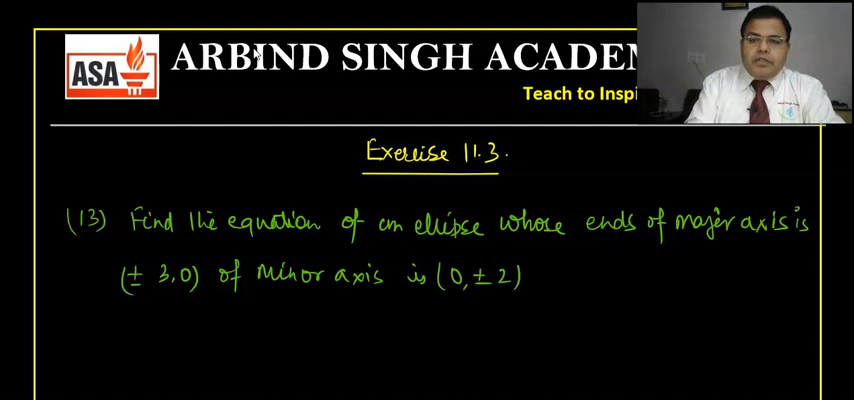 ASA
ARBIND SINGH ACADEM
Teach to Inspi
Exercise 11.3.
(13) Find the equation of an ellipse whose ends of major axis is
(± 3,0) of minor axis is (0, ± 2)